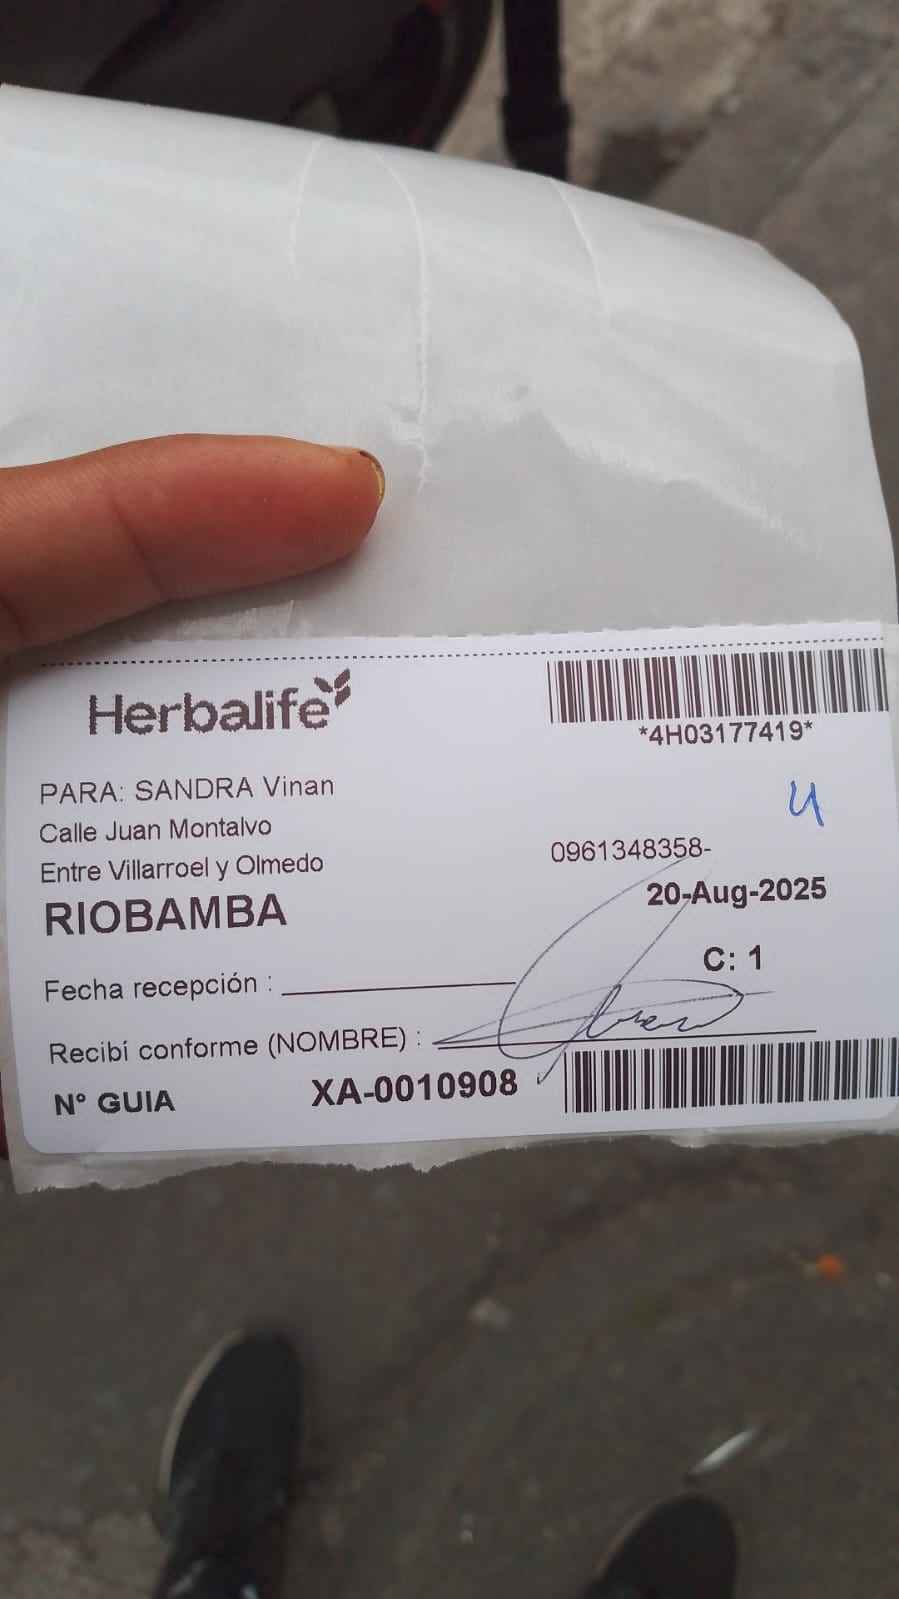 Herbalife
*4H03177419*
PARA: SANDRA Vinan
Calle Juan Montalvo
Entre Villarroel y Olmedo
RIOBAMBA
4
0961348358-
20-Aug-2025
C: 1
Fecha recepción :
Recibí conforme (NOMBRE) :
N° GUIA XA-0010908